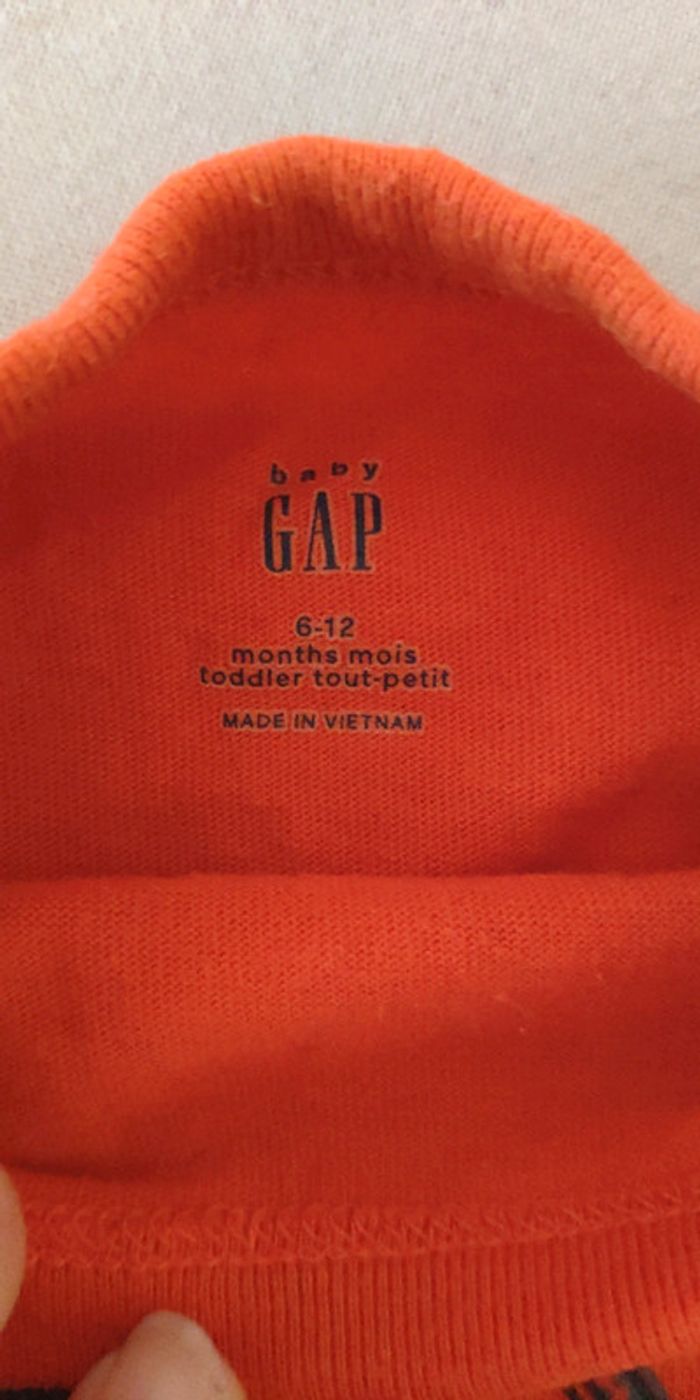 baby
GAP
6-12
months mois
toddler tout-petit
MADE IN VIETNAM